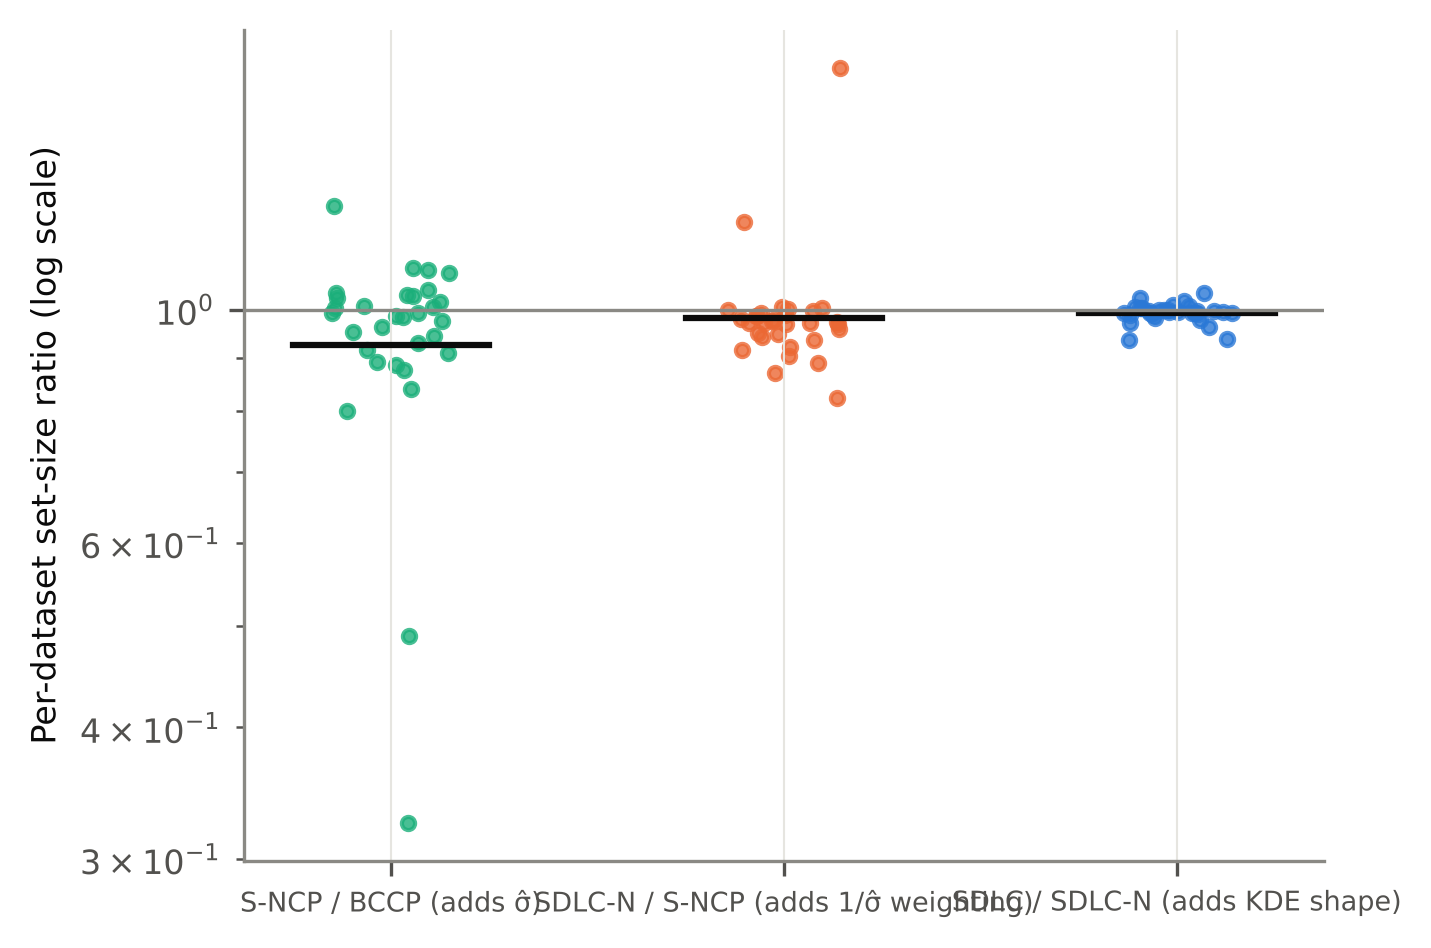 Per-dataset set-size ratio (log scale)
10⁰
6 × 10⁻¹
4 × 10⁻¹
3 × 10⁻¹
S-NCP / BCCP (adds σ̂)
SDLC-N / S-NCP (adds 1/σ̂ weighting)
SDLC / SDLC-N (adds KDE shape)